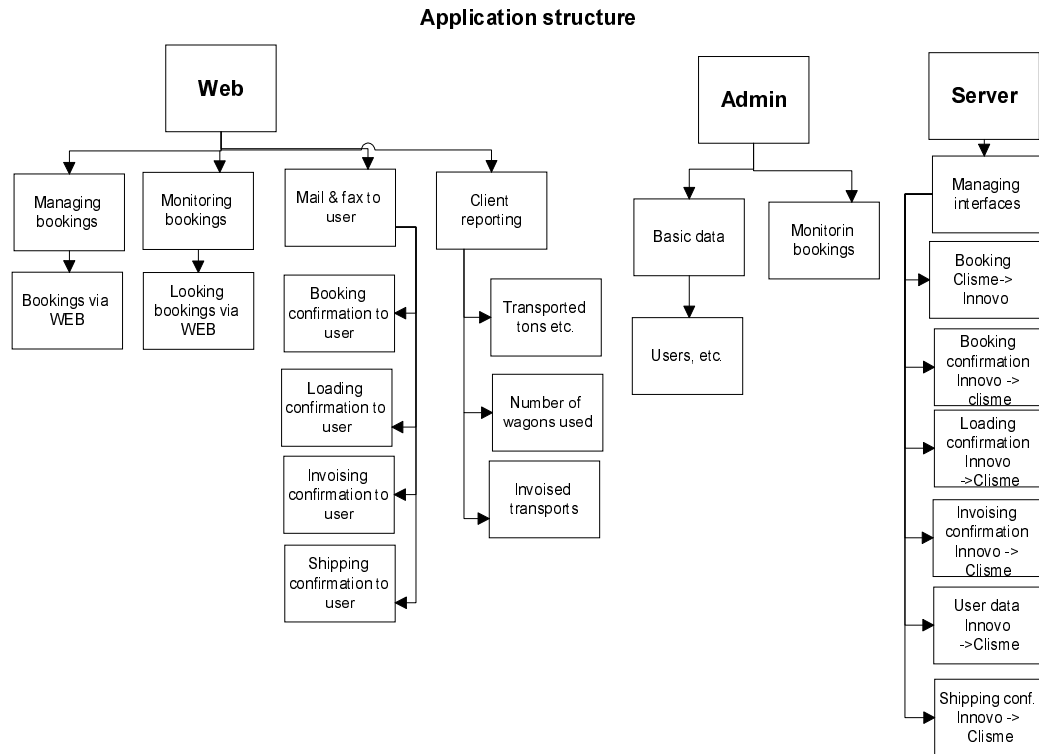 Application structure
Web
Admin
Server
Managing
bookings
Monitoring
bookings
Mail & fax to
user
Client
reporting
Bookings via
WEB
Looking
bookings via
WEB
Booking
confirmation to
user
Loading
confirmation to
user
Invoising
confirmation to
user
Shipping
confirmation to
user
Transported
tons etc.
Number of
wagons used
Invoised
transports
Basic data
Monitorin
bookings
Users, etc.
Managing
interfaces
Booking
Clisme->
Innovo
Booking
confirmation
Innovo ->
clisme
Loading
confirmation
Innovo
->Clisme
Invoising
confirmation
Innovo ->
Clisme
User data
Innovo
->Clisme
Shipping conf.
Innovo ->
Clisme